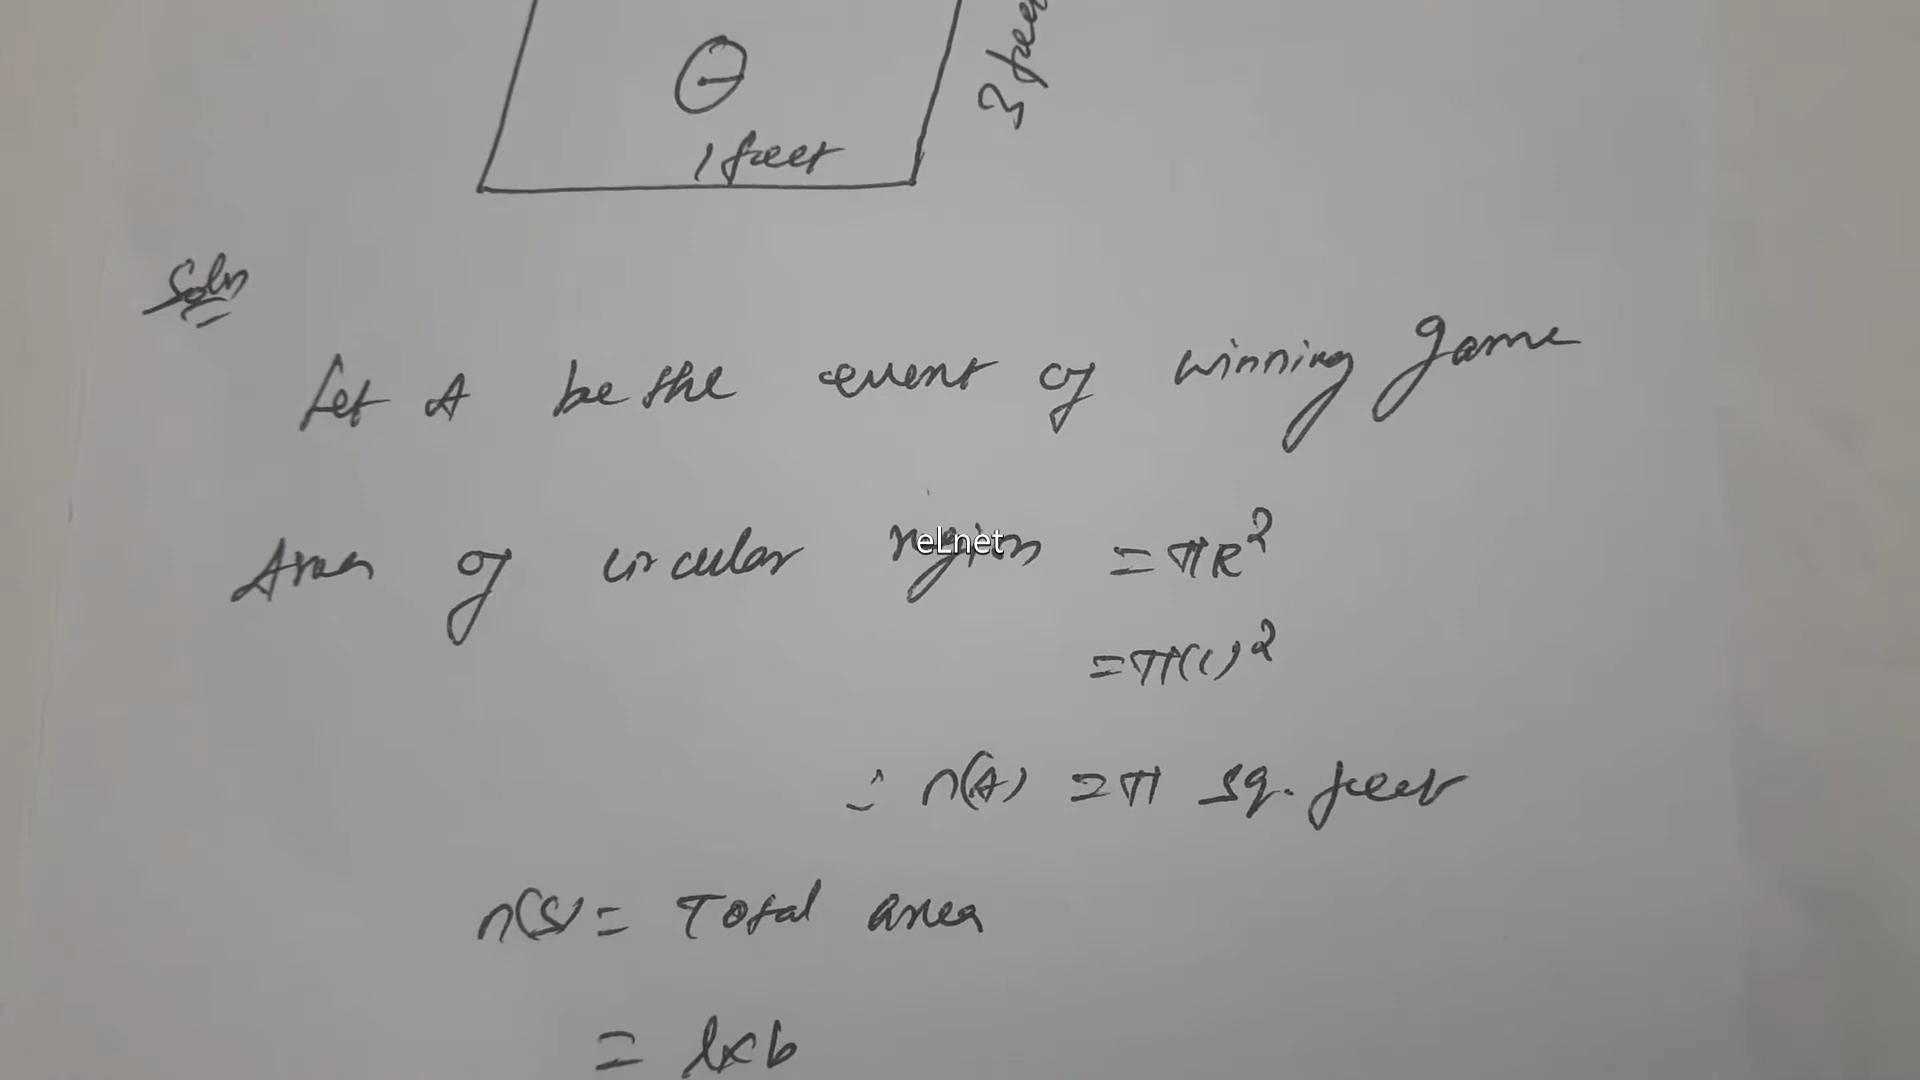 3 feet
1 feet
Soln
Let A be the event of winning game
Area of circular region = πR²
= π(1)²
∴ n(A) = π sq. feet
n(S) = Total area
= l×b
eLnet